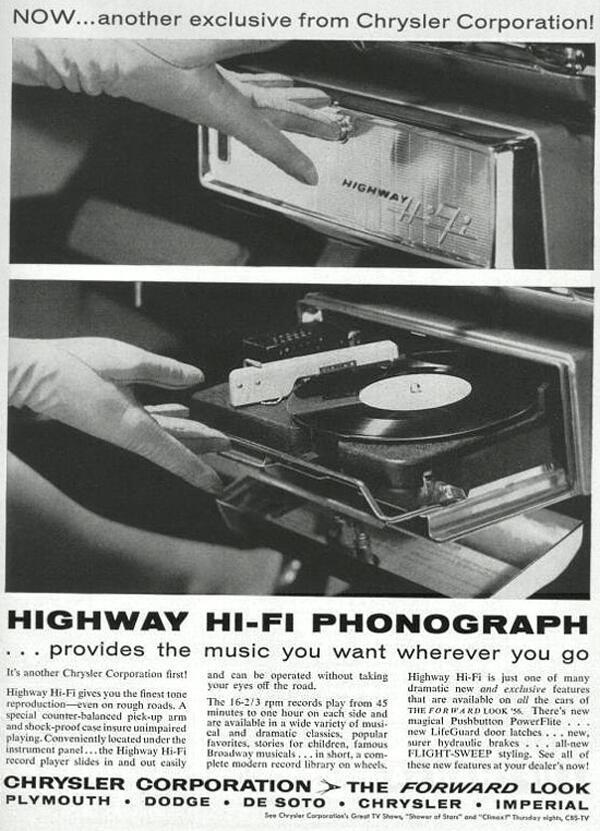 NOW...another exclusive from Chrysler Corporation!
HIGHWAY Hi-Fi
HIGHWAY HI-FI PHONOGRAPH
. . . provides the music you want wherever you go
It's another Chrysler Corporation first!
Highway Hi-Fi gives you the finest tone
reproduction—even on rough roads. A
special counter-balanced pick-up arm
and shock-proof case insure unimpaired
playing. Conveniently located under the
instrument panel...the Highway Hi-Fi
record player slides in and out easily
and can be operated without taking
your eyes off the road.
The 16-2/3 rpm records play from 45
minutes to one hour on each side and
are available in a wide variety of musi-
cal and dramatic classics, popular
favorites, stories for children, famous
Broadway musicals . . . in short, a com-
plete modern record library on wheels.
Highway Hi-Fi is just one of many
dramatic new and exclusive features
that are available on all the cars of
THE FORWARD LOOK '56. There's new
magical Pushbutton PowerFlite . . .
new LifeGuard door latches . . . new,
surer hydraulic brakes . . . all-new
FLIGHT-SWEEP styling. See all of
these new features at your dealer's now!
CHRYSLER CORPORATION THE FORWARD LOOK
PLYMOUTH • DODGE • DE SOTO • CHRYSLER • IMPERIAL
See Chrysler Corporation's Great TV Shows, "Shower of Stars" and "Climax!" Thursday nights, CBS-TV